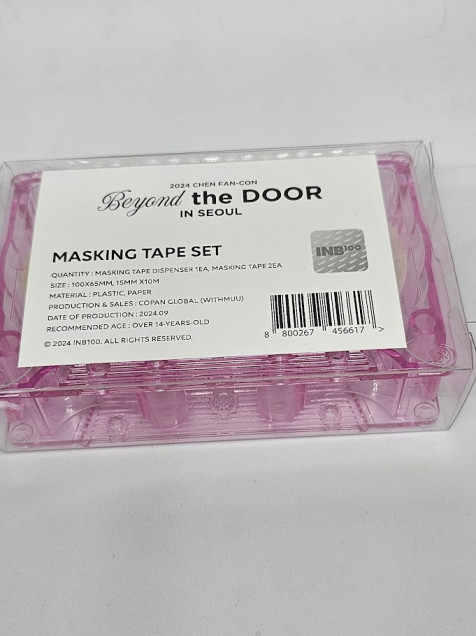 2024 CHEN FAN-CON
Beyond the DOOR
IN SEOUL
MASKING TAPE SET
INB100
QUANTITY : MASKING TAPE DISPENSER 1EA, MASKING TAPE 2EA
SIZE : 100X65MM, 15MM X10M
MATERIAL : PLASTIC, PAPER
PRODUCTION & SALES : COPAN GLOBAL (WITHMUU)
DATE OF PRODUCTION : 2024.09
RECOMMENDED AGE : OVER 14-YEARS-OLD
© 2024 INB100. ALL RIGHTS RESERVED.
8 800267 456617 >